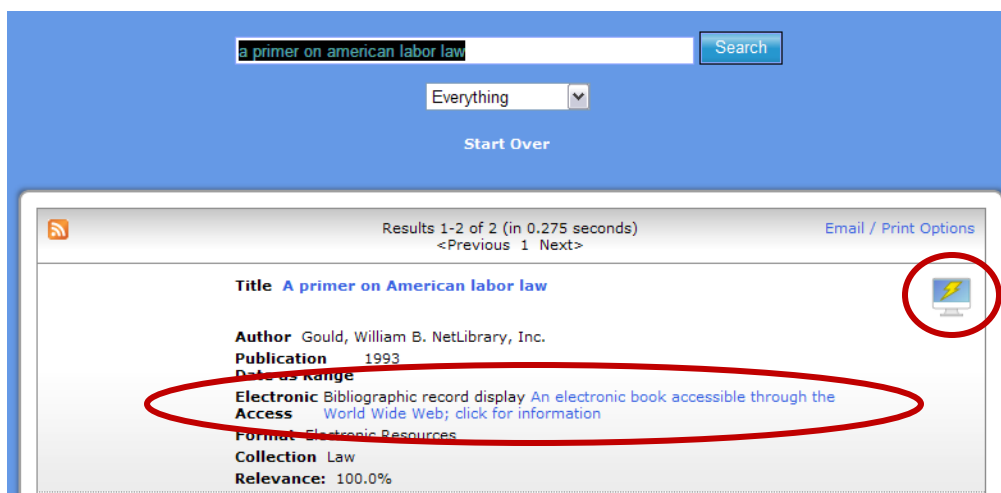 a primer on american labor law
Search
Everything
Start Over
Results 1-2 of 2 (in 0.275 seconds)
Email / Print Options
<Previous 1 Next>
Title A primer on American labor law
Author Gould, William B. NetLibrary, Inc.
Publication 1993
Date as Range
Electronic Bibliographic record display An electronic book accessible through the
Access World Wide Web; click for information
Format Electronic Resources
Collection Law
Relevance: 100.0%